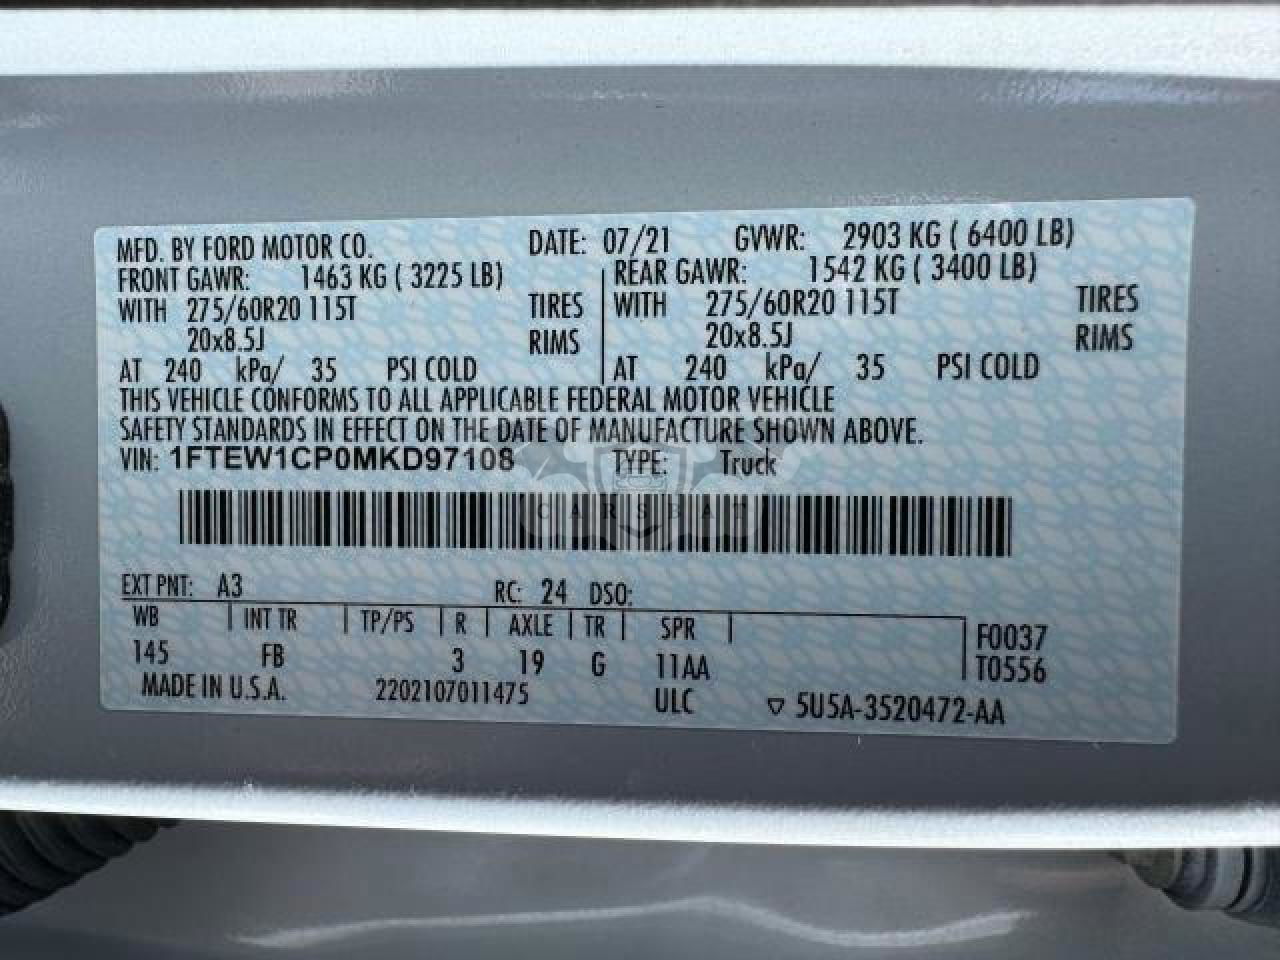 MFD. BY FORD MOTOR CO. DATE: 07/21 GVWR: 2903 KG ( 6400 LB)
FRONT GAWR: 1463 KG ( 3225 LB) REAR GAWR: 1542 KG ( 3400 LB)
WITH 275/60R20 115T TIRES WITH 275/60R20 115T TIRES
20x8.5J RIMS 20x8.5J RIMS
AT 240 kPa/ 35 PSI COLD AT 240 kPa/ 35 PSI COLD
THIS VEHICLE CONFORMS TO ALL APPLICABLE FEDERAL MOTOR VEHICLE
SAFETY STANDARDS IN EFFECT ON THE DATE OF MANUFACTURE SHOWN ABOVE.
VIN: 1FTEW1CP0MKD97108 TYPE: Truck
CARSBAT
EXT PNT: A3 RC: 24 DSO:
WB INT TR TP/PS R AXLE TR SPR F0037
145 FB 3 19 G 11AA T0556
MADE IN U.S.A. 2202107011475 ULC ▽ 5U5A-3520472-AA